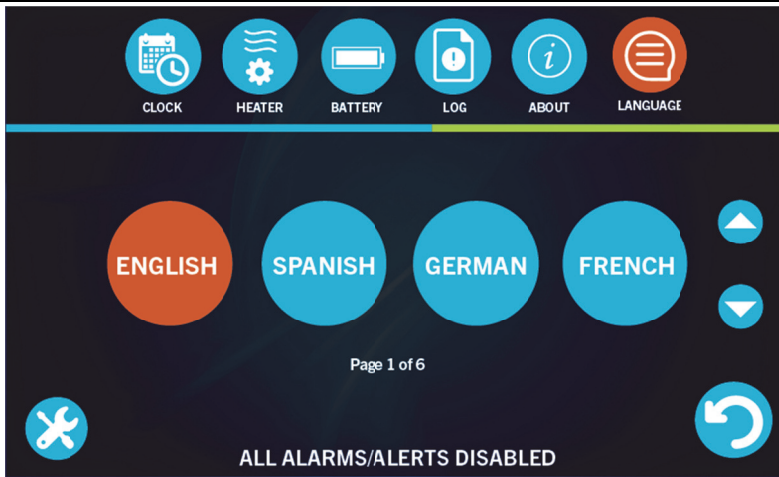 CLOCK HEATER BATTERY LOG ABOUT LANGUAGE
ENGLISH SPANISH GERMAN FRENCH
Page 1 of 6
ALL ALARMS/ALERTS DISABLED